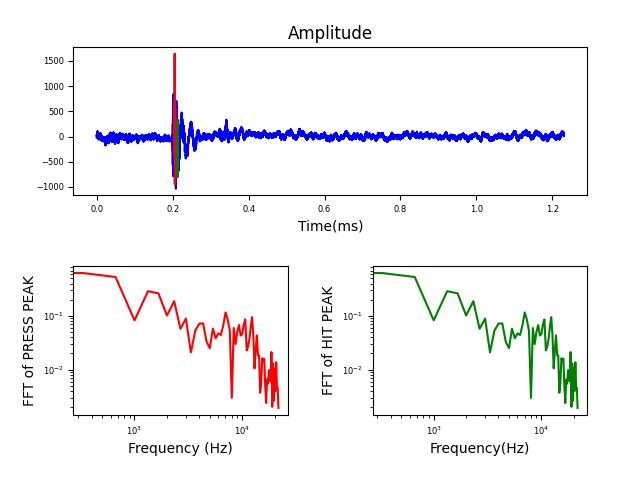 Amplitude
1500
1000
500
0
−500
−1000
0.0 0.2 0.4 0.6 0.8 1.0 1.2
Time(ms)
FFT of PRESS PEAK
10⁻¹
10⁻²
10³ 10⁴
Frequency (Hz)
FFT of HIT PEAK
10⁻¹
10⁻²
10³ 10⁴
Frequency(Hz)